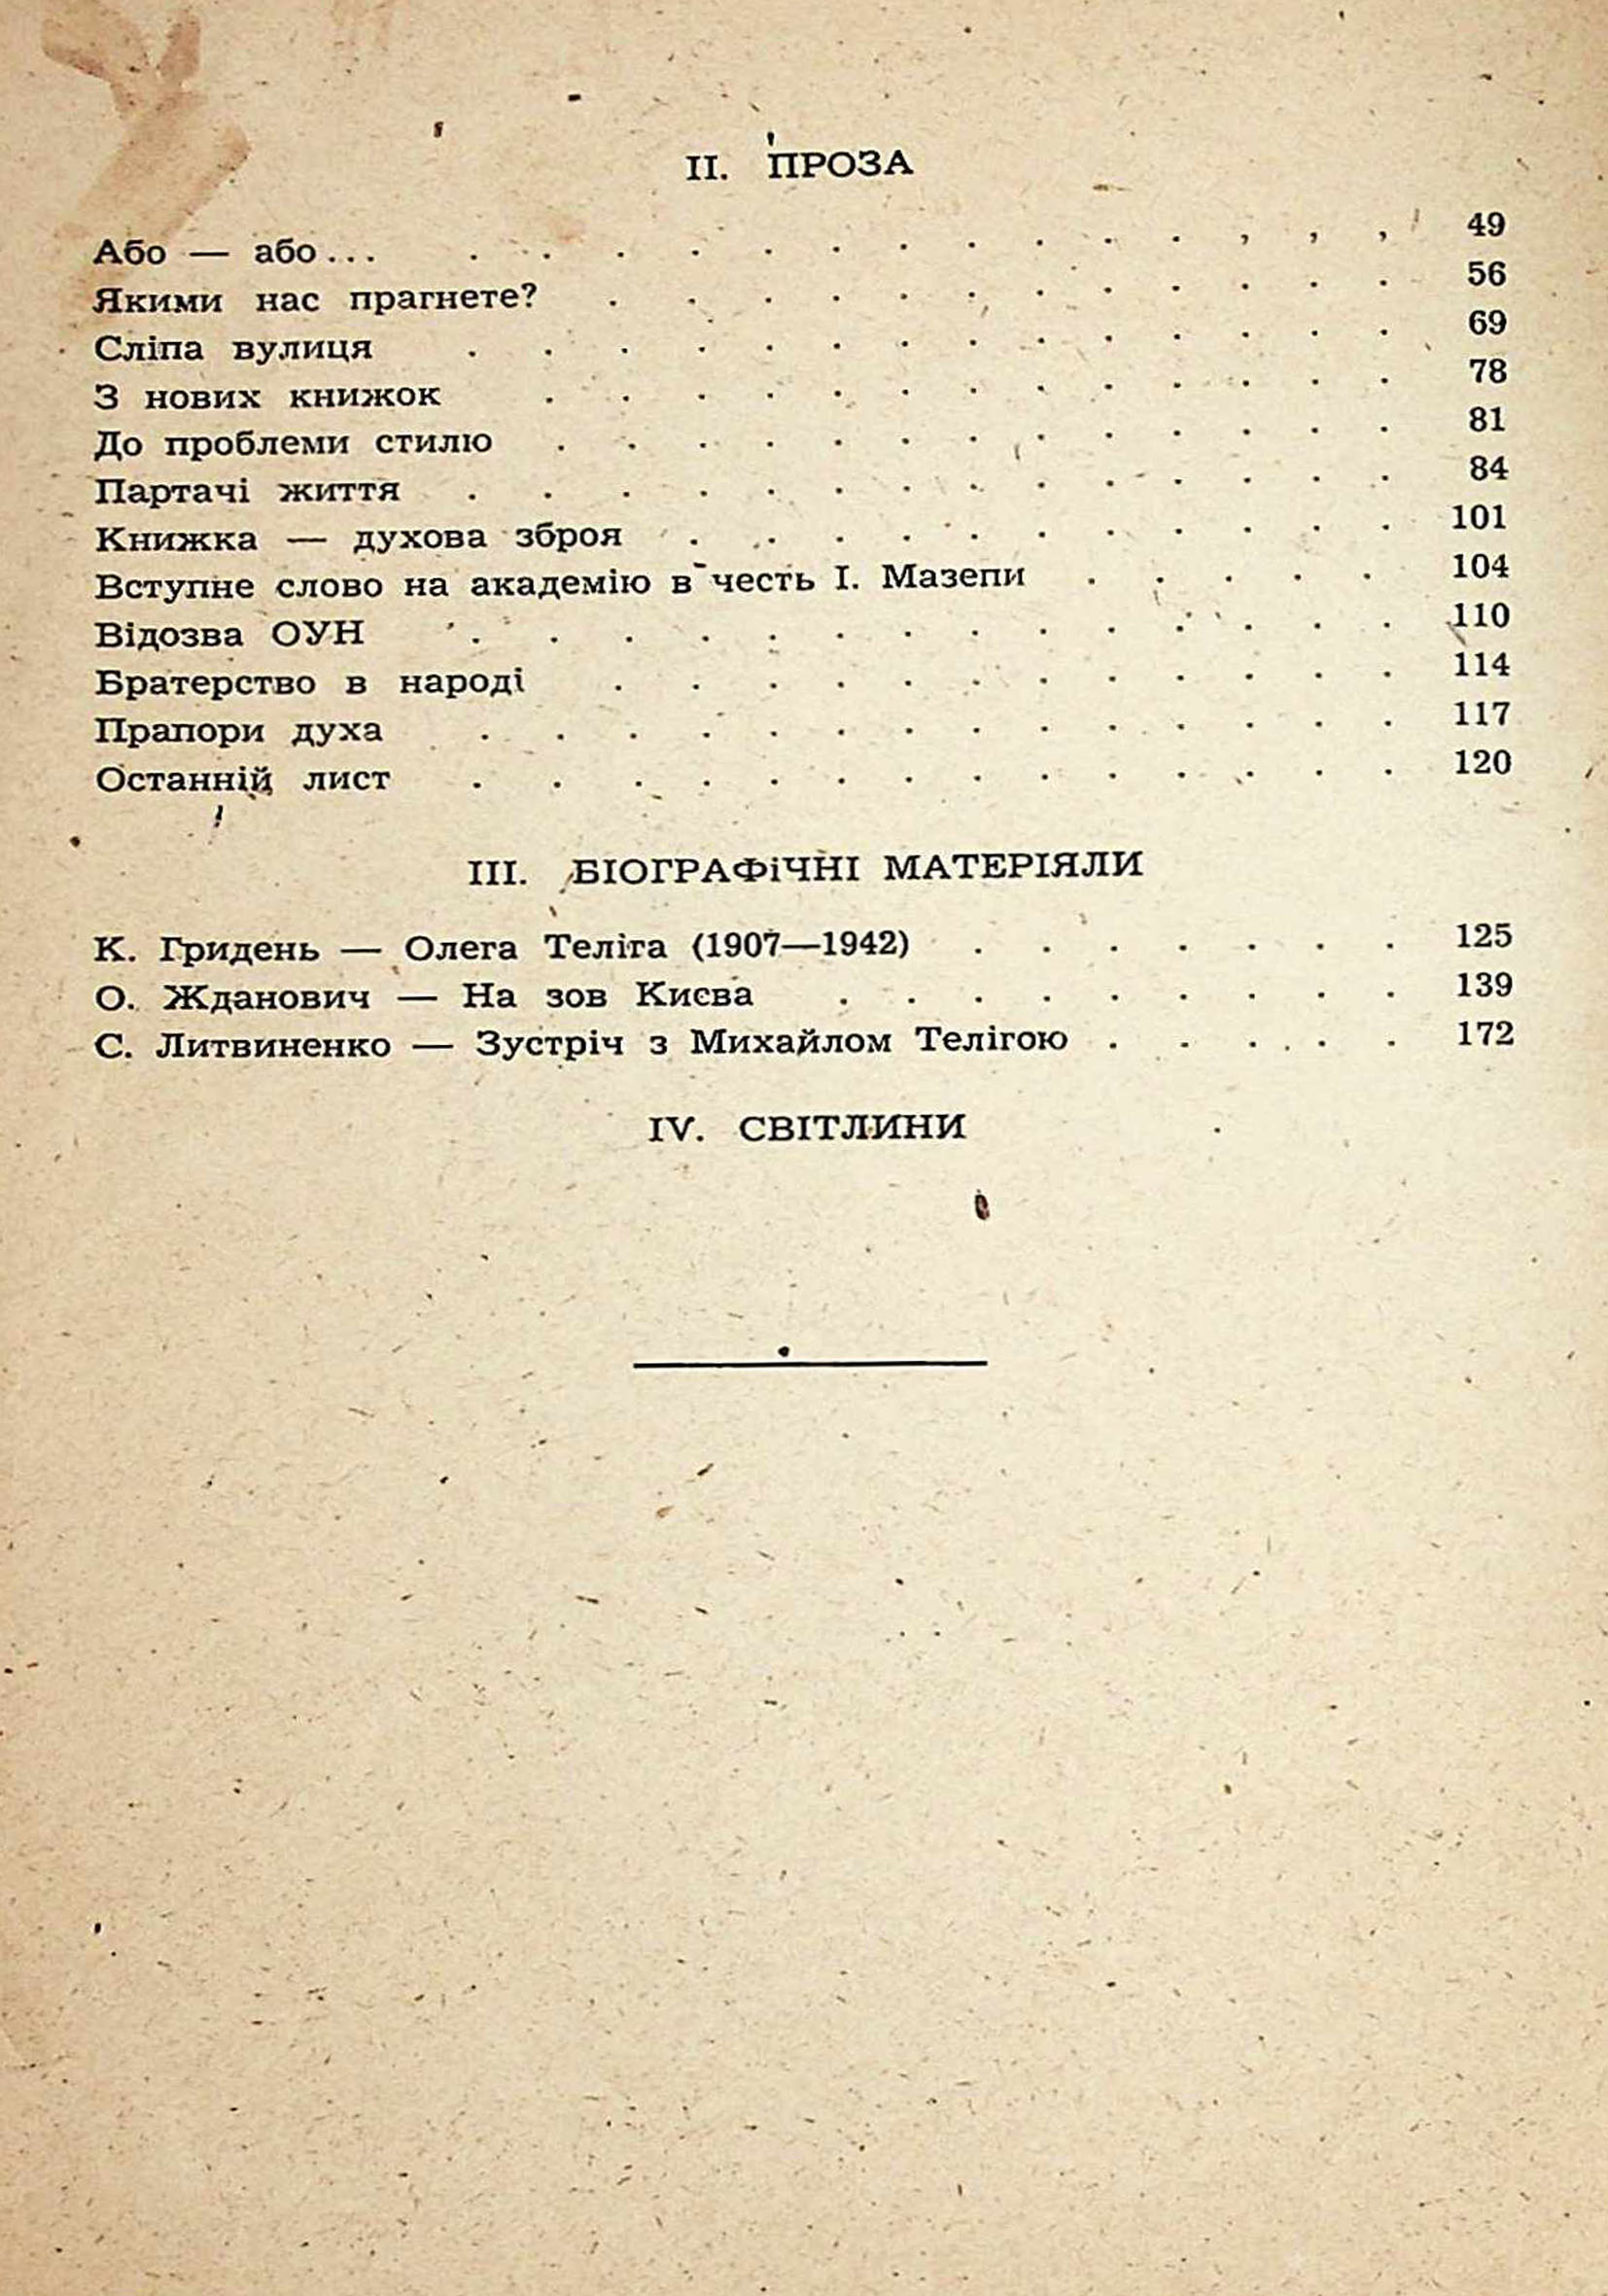 II. ПРОЗА
Або — або . . . . . . . . . . . . . . . . , , , 49
Якими нас прагнете? . . . . . . . . . . . . 56
Сліпа вулиця . . . . . . . . . . . . . . 69
З нових книжок . . . . . . . . . . . . . 78
До проблеми стилю . . . . . . . . . . . . . 81
Партачі життя . . . . . . . . . . . . . . 84
Книжка — духова зброя . . . . . . . . . . . 101
Вступне слово на академію в честь І. Мазепи . . . . . 104
Відозва ОУН . . . . . . . . . . . . . . 110
Братерство в народі . . . . . . . . . . . . 114
Прапори духа . . . . . . . . . . . . . . 117
Останній лист . . . . . . . . . . . . . . 120
III. БІОГРАФіЧНІ МАТЕРІЯЛИ
К. Гридень — Олега Теліга (1907—1942) . . . . . . . 125
О. Жданович — На зов Києва . . . . . . . . . 139
С. Литвиненко — Зустріч з Михайлом Телігою . . . . . 172
IV. СВІТЛИНИ